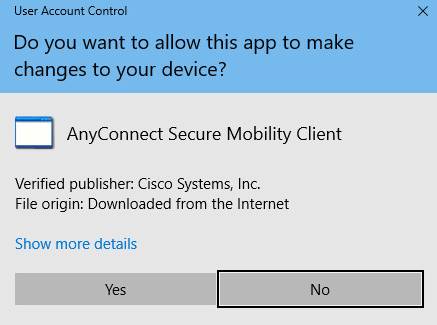 User Account Control
Do you want to allow this app to make
changes to your device?
AnyConnect Secure Mobility Client
Verified publisher: Cisco Systems, Inc.
File origin: Downloaded from the Internet
Show more details
Yes
No